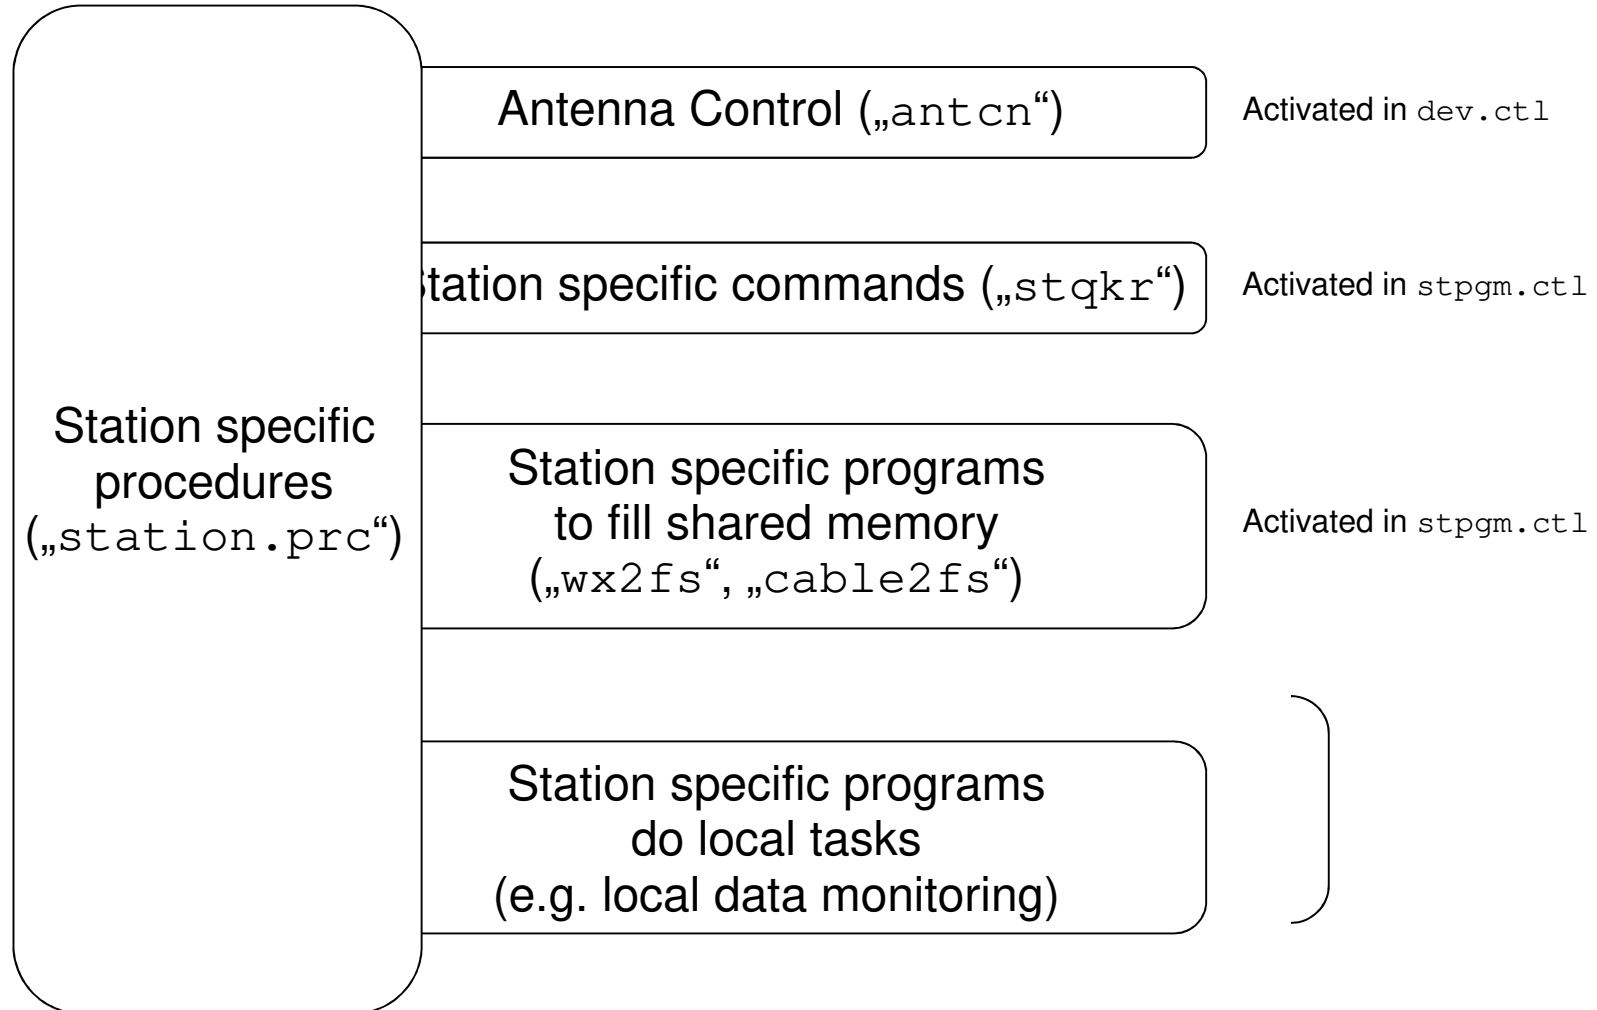 Antenna Control („antcn“)
Activated in dev.ctl
Station specific commands („stqkr“)
Activated in stpgm.ctl
Station specific
procedures
(„station.prc“)
Station specific programs
to fill shared memory
(„wx2fs“, „cable2fs“)
Activated in stpgm.ctl
Station specific programs
do local tasks
(e.g. local data monitoring)